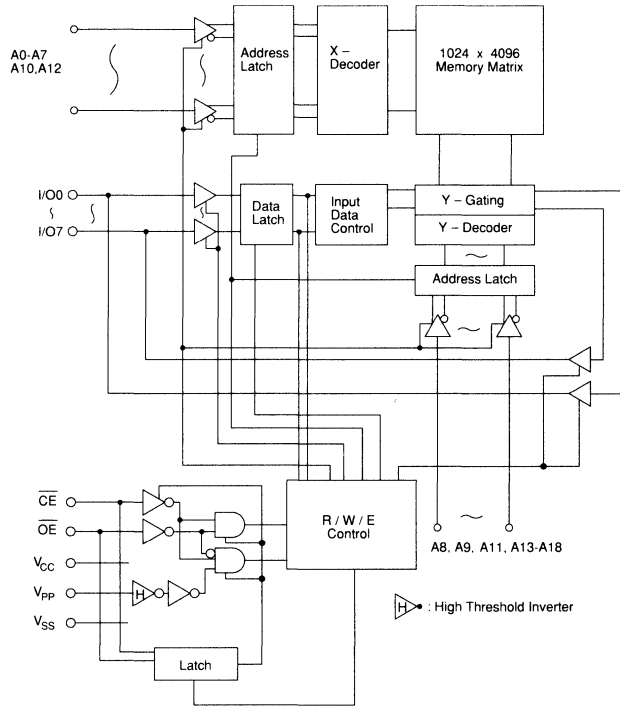 A0-A7
A10,A12
Address
Latch
X –
Decoder
1024 x 4096
Memory Matrix
I/O0
I/O7
Data
Latch
Input
Data
Control
Y – Gating
Y – Decoder
Address Latch
CE
OE
VCC
VPP
VSS
H
R / W / E
Control
A8, A9, A11, A13-A18
H : High Threshold Inverter
Latch